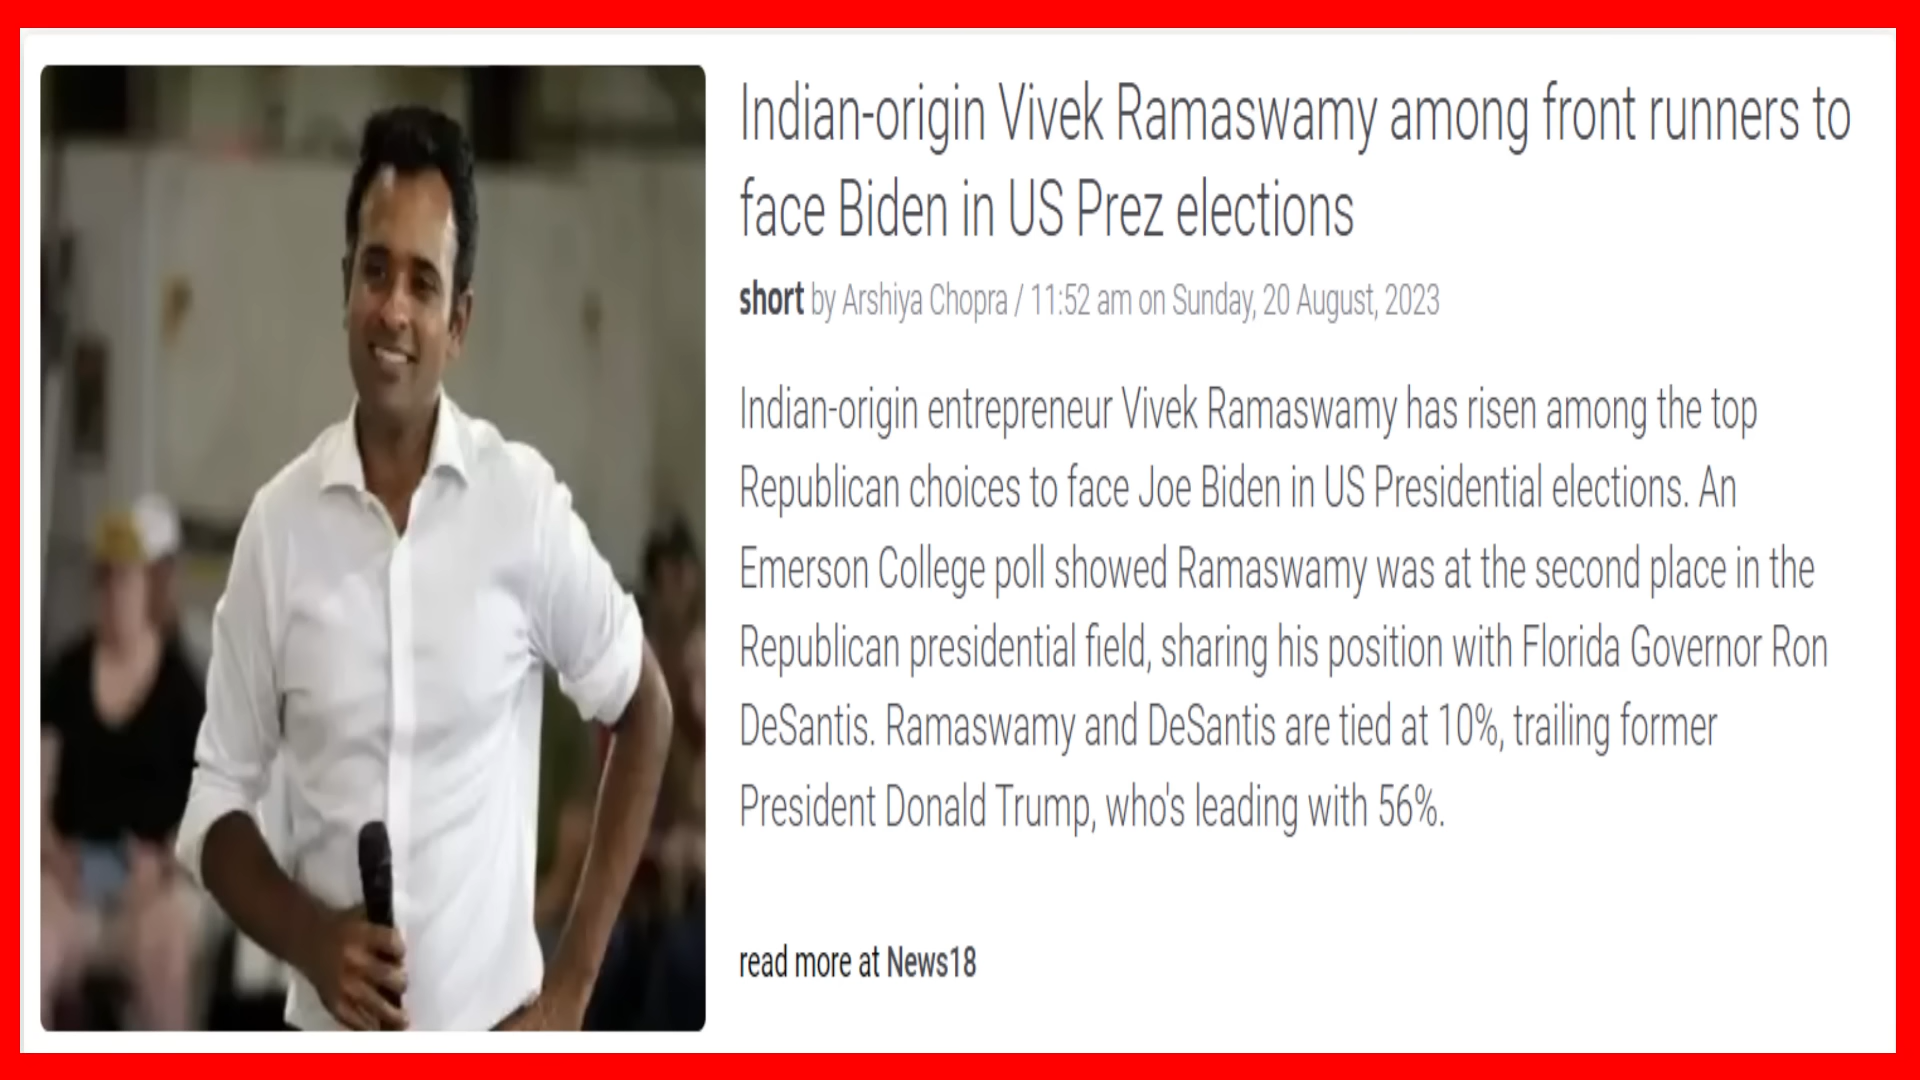 Indian-origin Vivek Ramaswamy among front runners to
face Biden in US Prez elections
short by Arshiya Chopra / 11:52 am on Sunday, 20 August, 2023
Indian-origin entrepreneur Vivek Ramaswamy has risen among the top
Republican choices to face Joe Biden in US Presidential elections. An
Emerson College poll showed Ramaswamy was at the second place in the
Republican presidential field, sharing his position with Florida Governor Ron
DeSantis. Ramaswamy and DeSantis are tied at 10%, trailing former
President Donald Trump, who's leading with 56%.
read more at News18